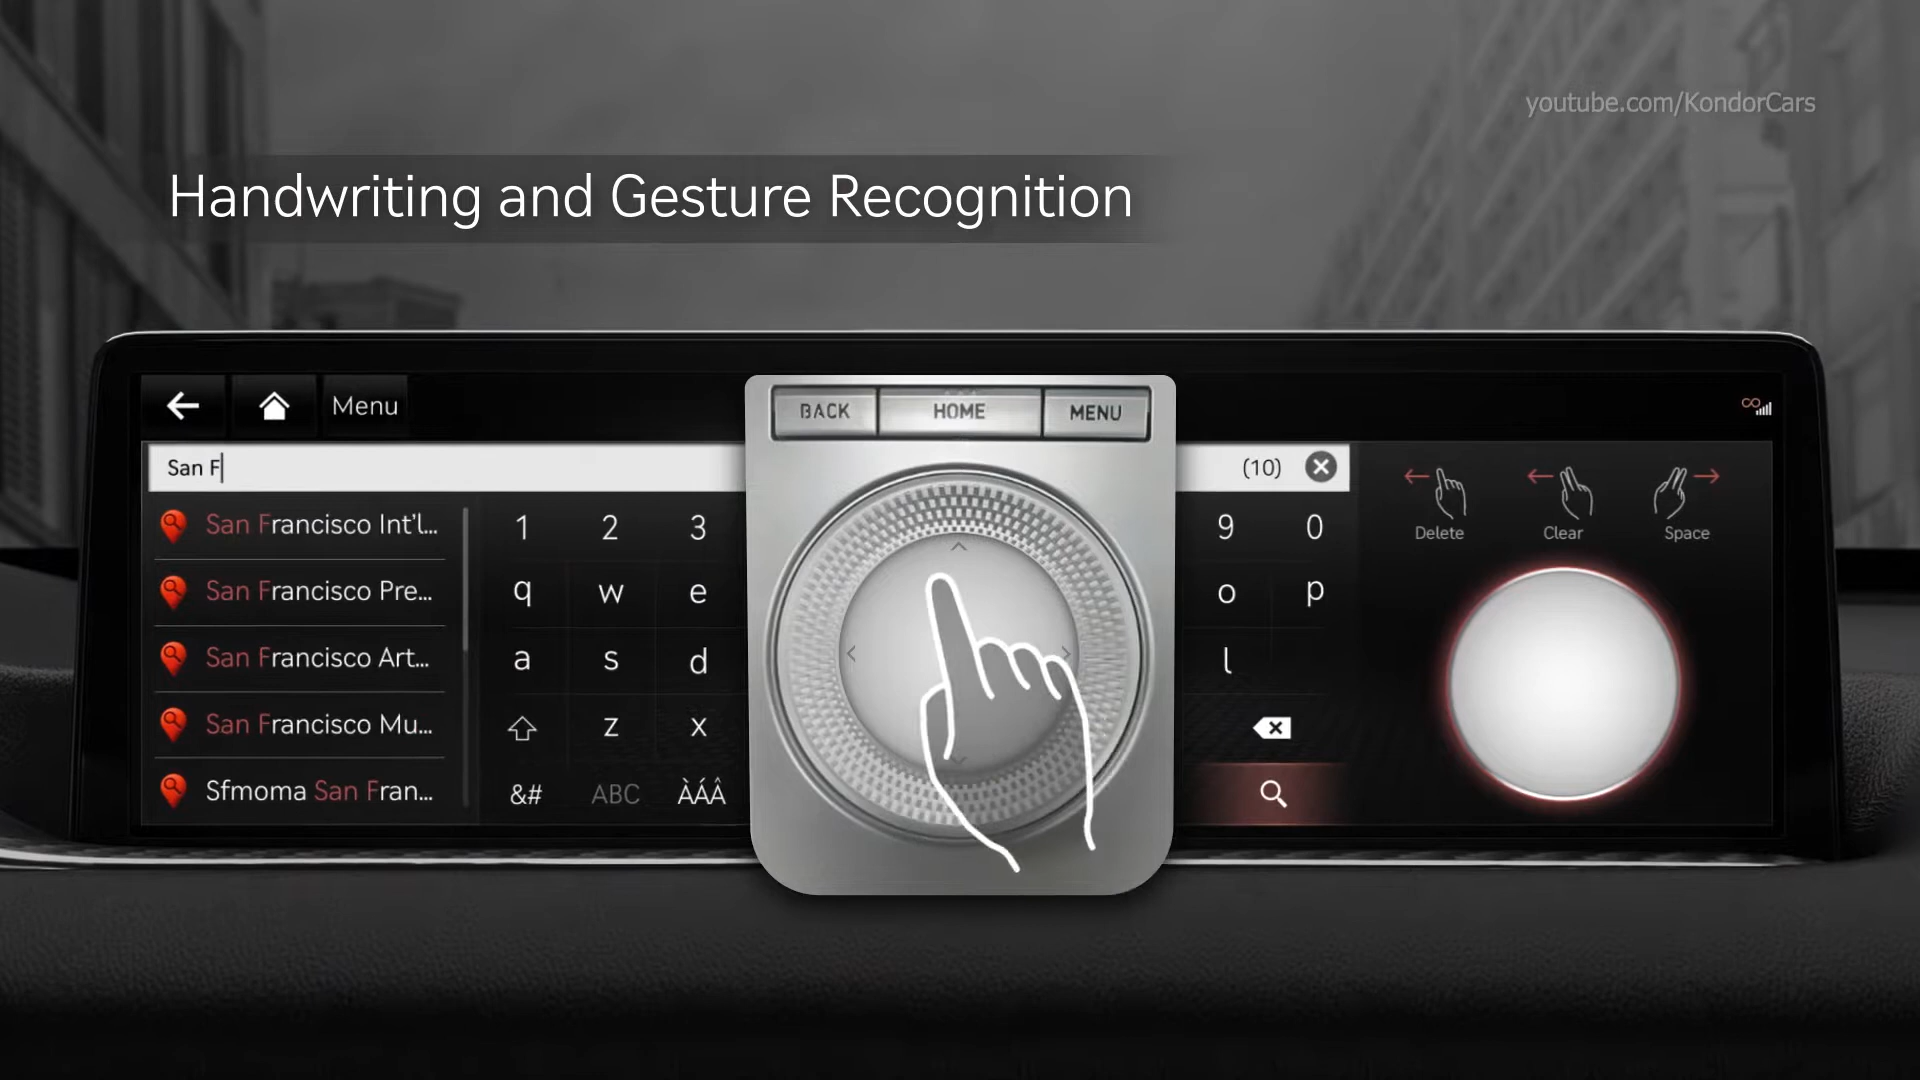 youtube.com/KondorCars
Handwriting and Gesture Recognition
Menu
BACK HOME MENU
San F
(10)
San Francisco Int'l...
San Francisco Pre...
San Francisco Art...
San Francisco Mu...
Sfmoma San Fran...
1 2 3 9 0
q w e o p
a s d l
z x
&# ABC ÀÁÂ
Delete Clear Space